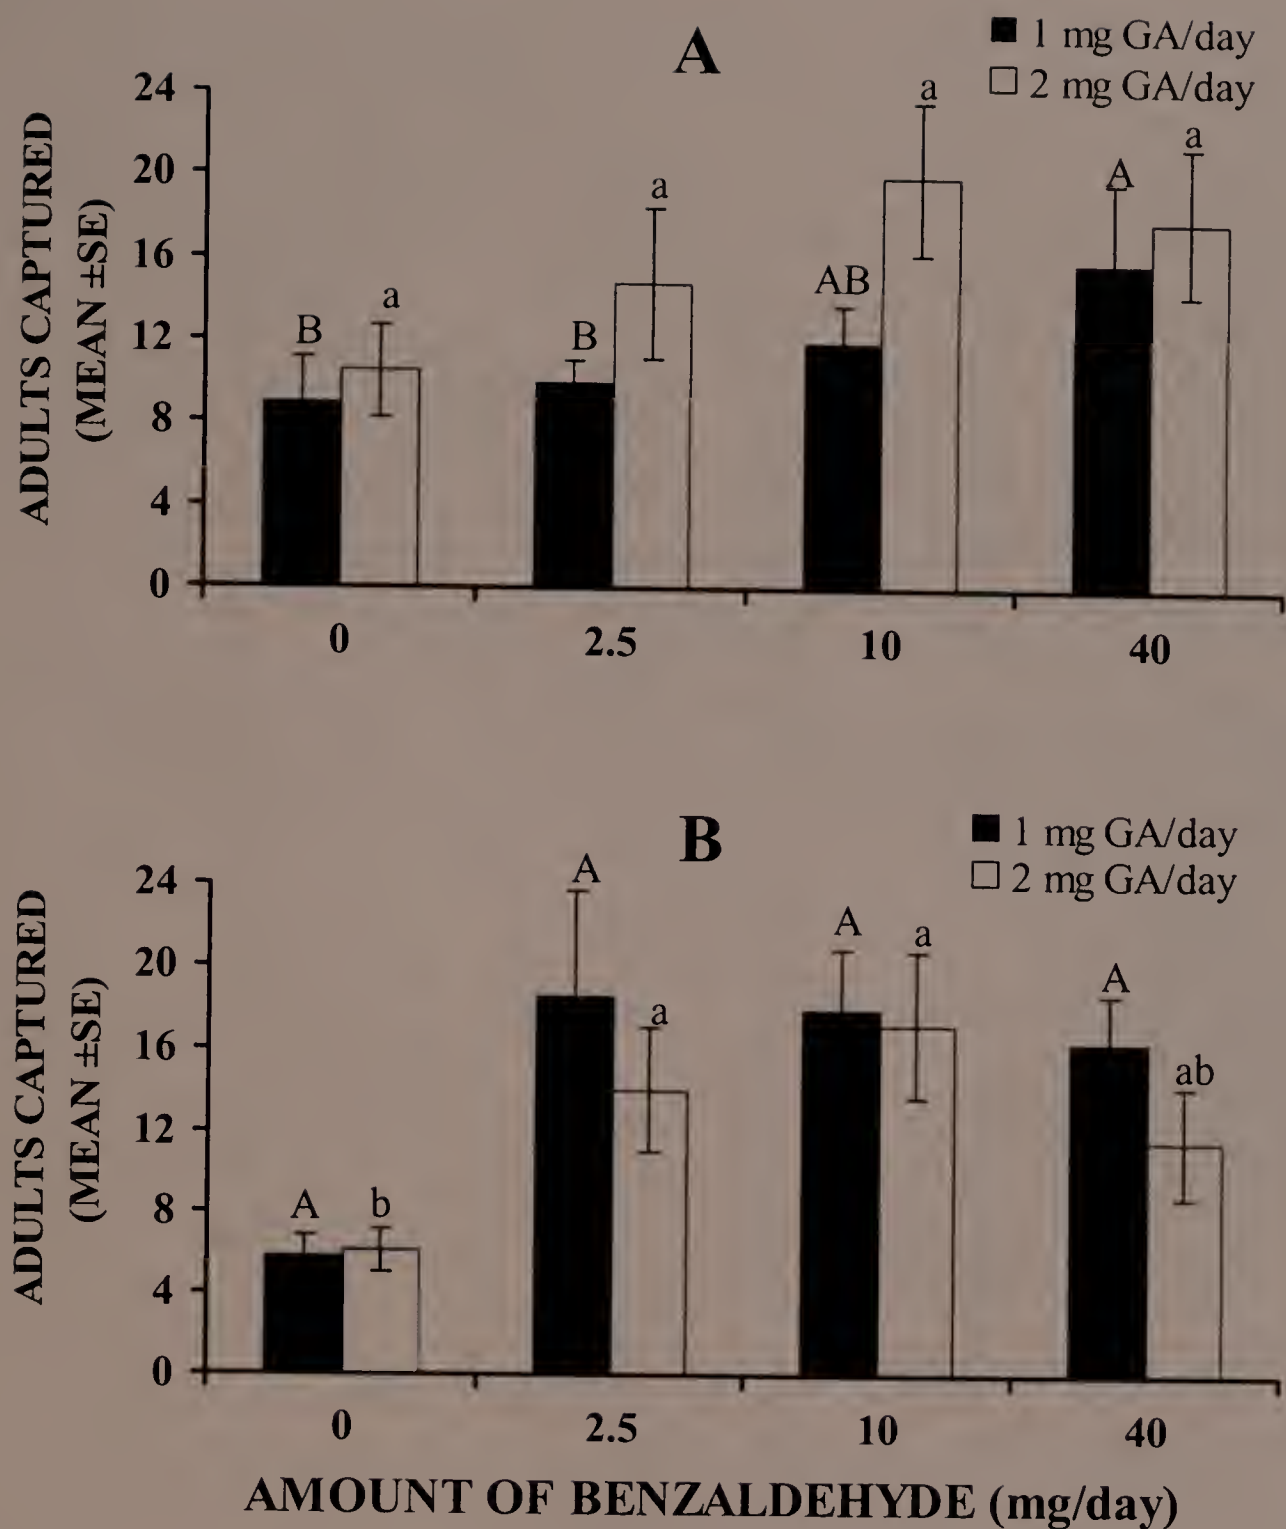 A
1 mg GA/day
2 mg GA/day
ADULTS CAPTURED
(MEAN ±SE)
24
20
16
12
8
4
0
B
a
B
a
AB
a
A
a
0
2.5
10
40
B
1 mg GA/day
2 mg GA/day
ADULTS CAPTURED
(MEAN ±SE)
24
20
16
12
8
4
0
A
b
A
a
A
a
A
ab
0
2.5
10
40
AMOUNT OF BENZALDEHYDE (mg/day)